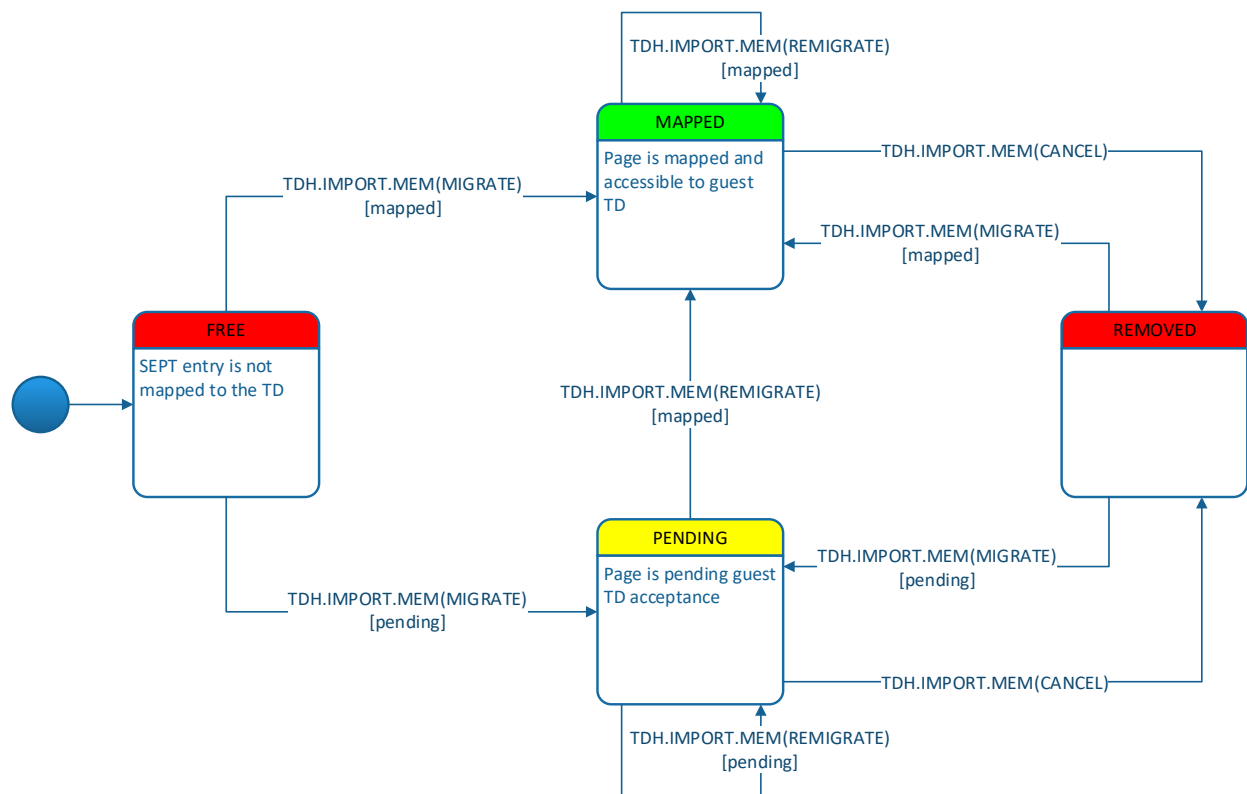 TDH.IMPORT.MEM(REMIGRATE)
[mapped]
MAPPED
Page is mapped and
accessible to guest
TD
TDH.IMPORT.MEM(CANCEL)
TDH.IMPORT.MEM(MIGRATE)
[mapped]
TDH.IMPORT.MEM(MIGRATE)
[mapped]
FREE
SEPT entry is not
mapped to the TD
REMOVED
TDH.IMPORT.MEM(REMIGRATE)
[mapped]
PENDING
Page is pending guest
TD acceptance
TDH.IMPORT.MEM(MIGRATE)
[pending]
TDH.IMPORT.MEM(MIGRATE)
[pending]
TDH.IMPORT.MEM(CANCEL)
TDH.IMPORT.MEM(REMIGRATE)
[pending]